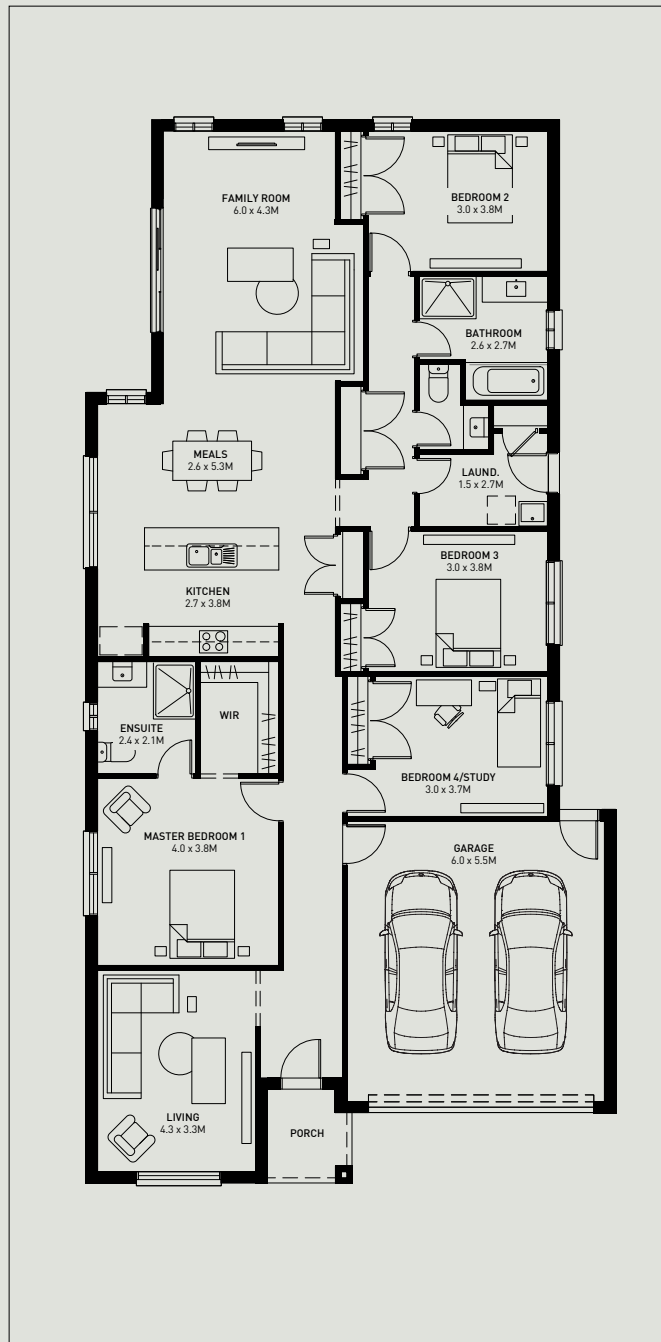 FAMILY ROOM
6.0 x 4.3M
BEDROOM 2
3.0 x 3.8M
BATHROOM
2.6 x 2.7M
MEALS
2.6 x 5.3M
LAUND.
1.5 x 2.7M
BEDROOM 3
3.0 x 3.8M
KITCHEN
2.7 x 3.8M
WIR
ENSUITE
2.4 x 2.1M
BEDROOM 4/STUDY
3.0 x 3.7M
MASTER BEDROOM 1
4.0 x 3.8M
GARAGE
6.0 x 5.5M
LIVING
4.3 x 3.3M
PORCH